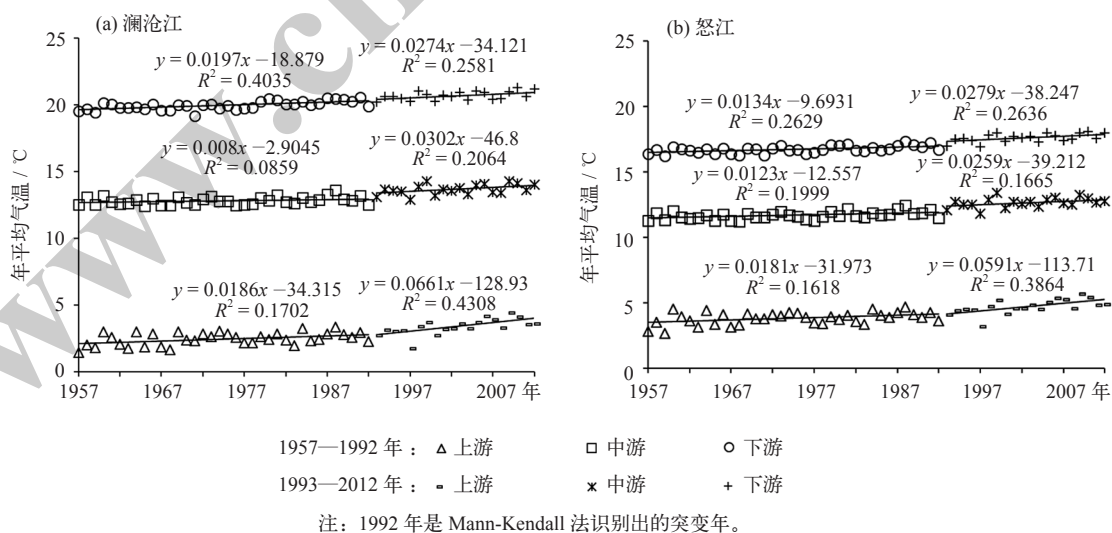 (a) 澜沧江
25
20
15
10
5
0
年平均气温 / ℃
y = 0.0197x −18.879
R² = 0.4035
y = 0.0274x −34.121
R² = 0.2581
y = 0.008x −2.9045
R² = 0.0859
y = 0.0302x −46.8
R² = 0.2064
y = 0.0186x −34.315
R² = 0.1702
y = 0.0661x −128.93
R² = 0.4308
1957 1967 1977 1987 1997 2007 年
(b) 怒江
25
20
15
10
5
0
年平均气温 / ℃
y = 0.0134x −9.6931
R² = 0.2629
y = 0.0279x −38.247
R² = 0.2636
y = 0.0123x −12.557
R² = 0.1999
y = 0.0259x −39.212
R² = 0.1665
y = 0.0181x −31.973
R² = 0.1618
y = 0.0591x −113.71
R² = 0.3864
1957 1967 1977 1987 1997 2007 年
1957—1992 年： 上游 中游 下游
1993—2012 年： 上游 中游 下游
注：1992 年是 Mann-Kendall 法识别出的突变年。